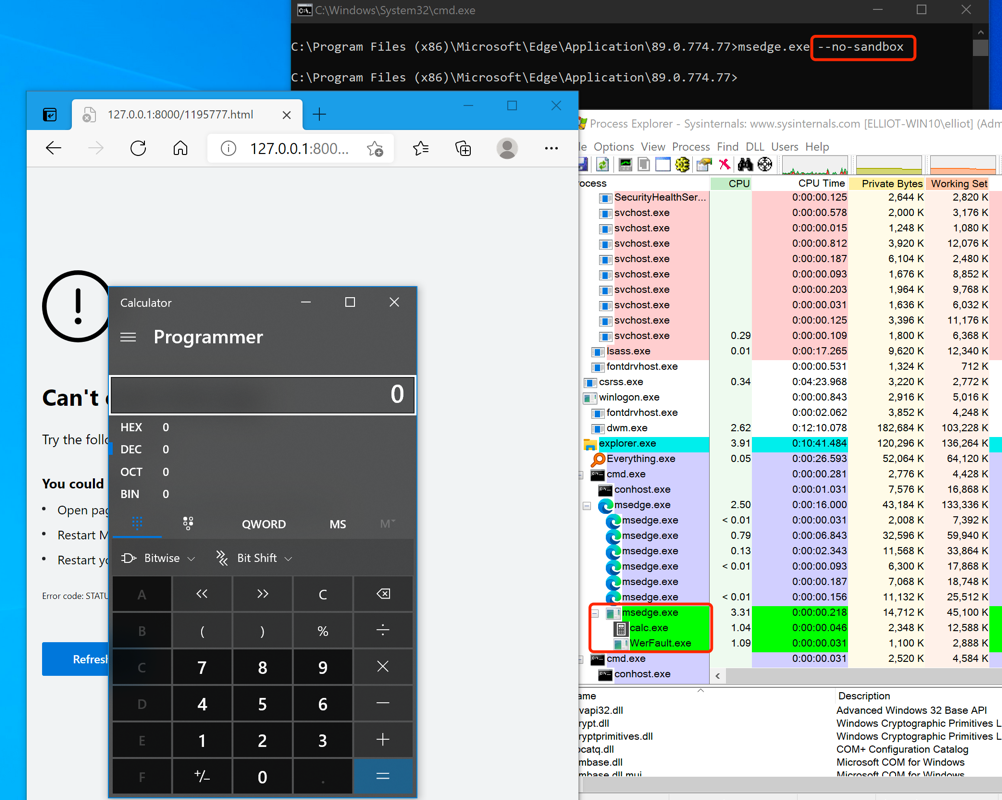 C:\Windows\System32\cmd.exe
C:\Program Files (x86)\Microsoft\Edge\Application\89.0.774.77>msedge.exe --no-sandbox
C:\Program Files (x86)\Microsoft\Edge\Application\89.0.774.77>
127.0.0.1:8000/1195777.html
127.0.0.1:800...
Can't
Try the follo
You could
Open pag
Restart M
Restart yo
Error code: STATU
Refresh
Calculator
Programmer
0
HEX 0
DEC 0
OCT 0
BIN 0
QWORD MS M
Bitwise Bit Shift
A << >> C
B ( ) % ÷
C 7 8 9 ×
D 4 5 6 −
E 1 2 3 +
F +/− 0 . =
Process Explorer - Sysinternals: www.sysinternals.com [ELLIOT-WIN10\elliot] (Adm
le Options View Process Find DLL Users Help
rocess CPU CPU Time Private Bytes Working Set
SecurityHealthSer... 0:00:00.125 2,644 K 2,820 K
svchost.exe 0:00:00.578 2,000 K 3,176 K
svchost.exe 0:00:00.015 1,248 K 1,080 K
svchost.exe 0:00:00.812 3,920 K 12,076 K
svchost.exe 0:00:00.187 6,104 K 2,480 K
svchost.exe 0:00:00.093 1,676 K 8,852 K
svchost.exe 0:00:00.203 1,964 K 9,768 K
svchost.exe 0:00:00.031 1,636 K 6,032 K
svchost.exe 0:00:00.125 3,396 K 11,176 K
svchost.exe 0.29 0:00:00.109 1,800 K 6,368 K
lsass.exe 0.01 0:00:17.265 9,620 K 12,340 K
fontdrvhost.exe 0:00:00.531 1,324 K 712 K
csrss.exe 0.34 0:04:23.968 3,220 K 2,772 K
winlogon.exe 0:00:00.843 2,916 K 5,016 K
fontdrvhost.exe 0:00:02.062 3,852 K 4,248 K
dwm.exe 2.62 0:12:10.078 182,684 K 103,228 K
explorer.exe 3.91 0:10:41.484 120,296 K 136,264 K
Everything.exe 0.05 0:00:26.593 52,064 K 64,120 K
cmd.exe 0:00:00.281 2,776 K 4,428 K
conhost.exe 0:00:01.031 7,576 K 16,868 K
msedge.exe 2.50 0:00:16.000 43,184 K 133,336 K
msedge.exe < 0.01 0:00:00.031 2,008 K 7,392 K
msedge.exe 0.79 0:00:06.843 32,596 K 59,940 K
msedge.exe 0.13 0:00:02.343 11,568 K 33,864 K
msedge.exe < 0.01 0:00:00.093 6,300 K 17,868 K
msedge.exe 0:00:00.187 7,068 K 18,748 K
msedge.exe < 0.01 0:00:00.156 11,132 K 25,512 K
msedge.exe 3.31 0:00:00.218 14,712 K 45,100 K
calc.exe 1.04 0:00:00.046 2,348 K 12,588 K
WerFault.exe 1.09 0:00:00.031 1,100 K 2,888 K
cmd.exe 0:00:00.031 2,520 K 4,584 K
conhost.exe
ame Description
vapi32.dll Advanced Windows 32 Base API
rypt.dll Windows Cryptographic Primitives L
ryptprimitives.dll Windows Cryptographic Primitives L
bcatq.dll COM+ Configuration Catalog
mbase.dll Microsoft COM for Windows
mbase.dll.mui Microsoft COM for Windows